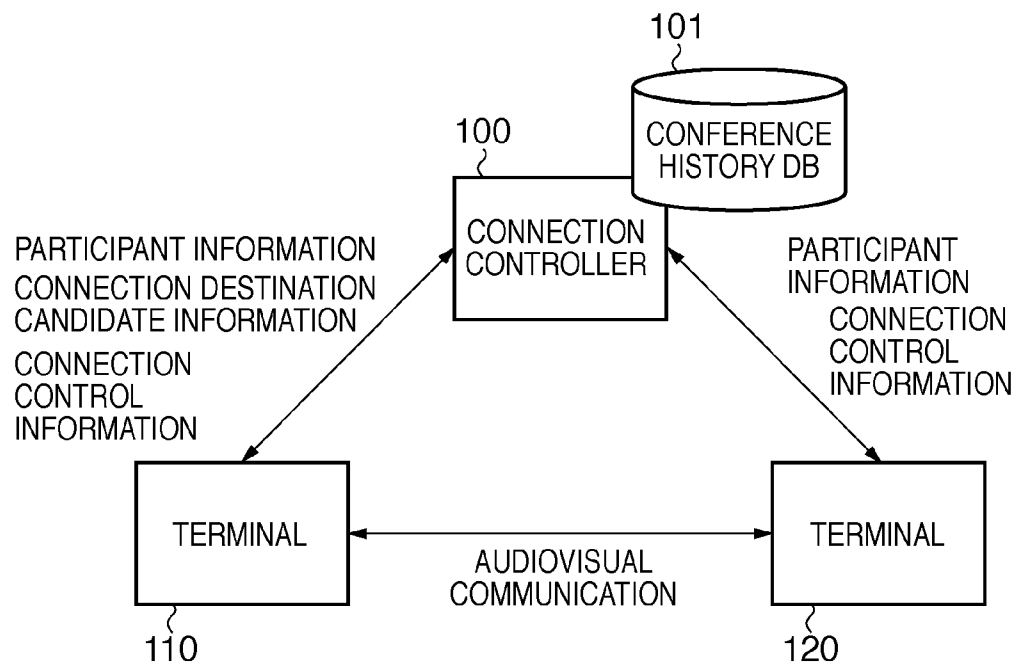 101
CONFERENCE
HISTORY DB
100
CONNECTION
CONTROLLER
PARTICIPANT INFORMATION
CONNECTION DESTINATION
CANDIDATE INFORMATION
CONNECTION
CONTROL
INFORMATION
PARTICIPANT
INFORMATION
CONNECTION
CONTROL
INFORMATION
TERMINAL
TERMINAL
AUDIOVISUAL
COMMUNICATION
110
120